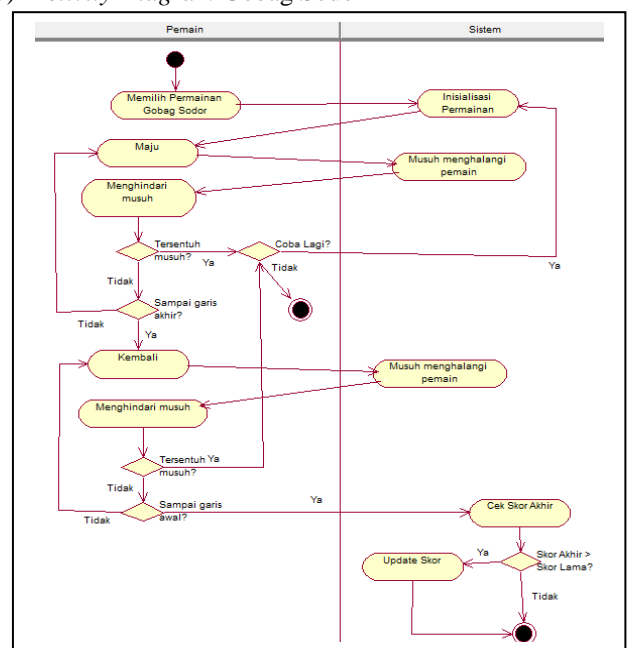 Pemain
Sistem
Memilih Permainan
Gobag Sodor
Inisialisasi
Permainan
Maju
Musuh menghalangi
pemain
Menghindari
musuh
Tersentuh
musuh?
Ya
Coba Lagi?
Tidak
Ya
Tidak
Sampai garis
akhir?
Tidak
Ya
Kembali
Musuh menghalangi
pemain
Menghindari musuh
Tersentuh Ya
musuh?
Tidak
Sampai garis
awal?
Tidak
Ya
Cek Skor Akhir
Update Skor
Ya
Skor Akhir >
Skor Lama?
Tidak